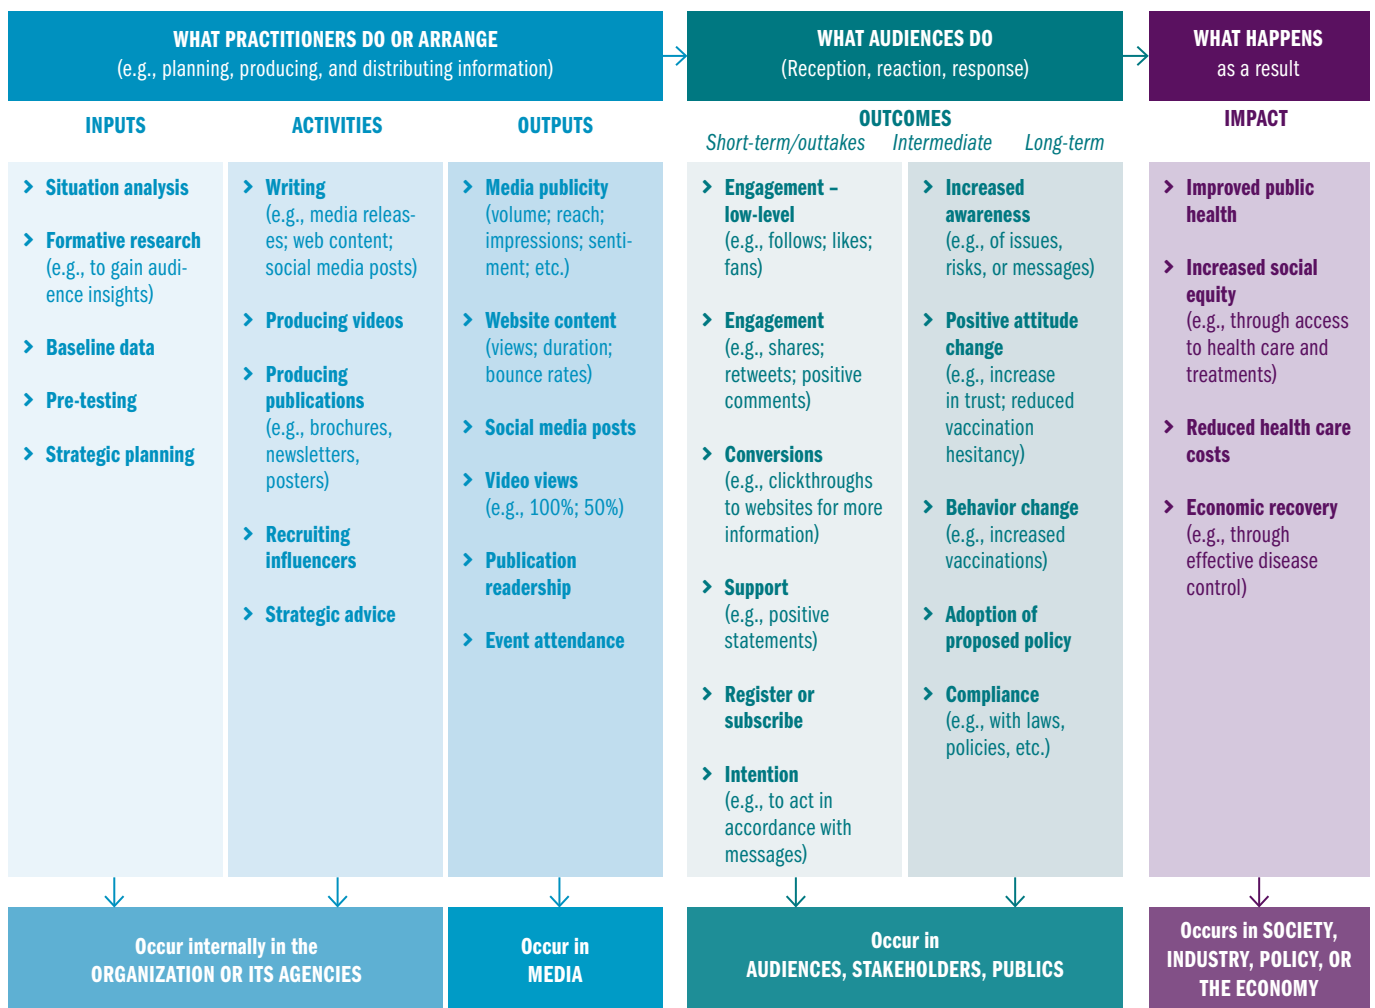 WHAT PRACTITIONERS DO OR ARRANGE
(e.g., planning, producing, and distributing information)
WHAT AUDIENCES DO
(Reception, reaction, response)
WHAT HAPPENS
as a result
INPUTS
ACTIVITIES
OUTPUTS
OUTCOMES
Short-term/outtakes
Intermediate
Long-term
IMPACT
Situation analysis
Formative research
(e.g., to gain audi-
ence insights)
Baseline data
Pre-testing
Strategic planning
Writing
(e.g., media releas-
es; web content;
social media posts)
Producing videos
Producing
publications
(e.g., brochures,
newsletters,
posters)
Recruiting
influencers
Strategic advice
Media publicity
(volume; reach;
impressions; senti-
ment; etc.)
Website content
(views; duration;
bounce rates)
Social media posts
Video views
(e.g., 100%; 50%)
Publication
readership
Event attendance
Engagement –
low-level
(e.g., follows; likes;
fans)
Engagement
(e.g., shares;
retweets; positive
comments)
Conversions
(e.g., clickthroughs
to websites for more
information)
Support
(e.g., positive
statements)
Register or
subscribe
Intention
(e.g., to act in
accordance with
messages)
Increased
awareness
(e.g., of issues,
risks, or messages)
Positive attitude
change
(e.g., increase
in trust; reduced
vaccination
hesitancy)
Behavior change
(e.g., increased
vaccinations)
Adoption of
proposed policy
Compliance
(e.g., with laws,
policies, etc.)
Improved public
health
Increased social
equity
(e.g., through access
to health care and
treatments)
Reduced health care
costs
Economic recovery
(e.g., through
effective disease
control)
Occur internally in the
ORGANIZATION OR ITS AGENCIES
Occur in
MEDIA
Occur in
AUDIENCES, STAKEHOLDERS, PUBLICS
Occurs in SOCIETY,
INDUSTRY, POLICY, OR
THE ECONOMY